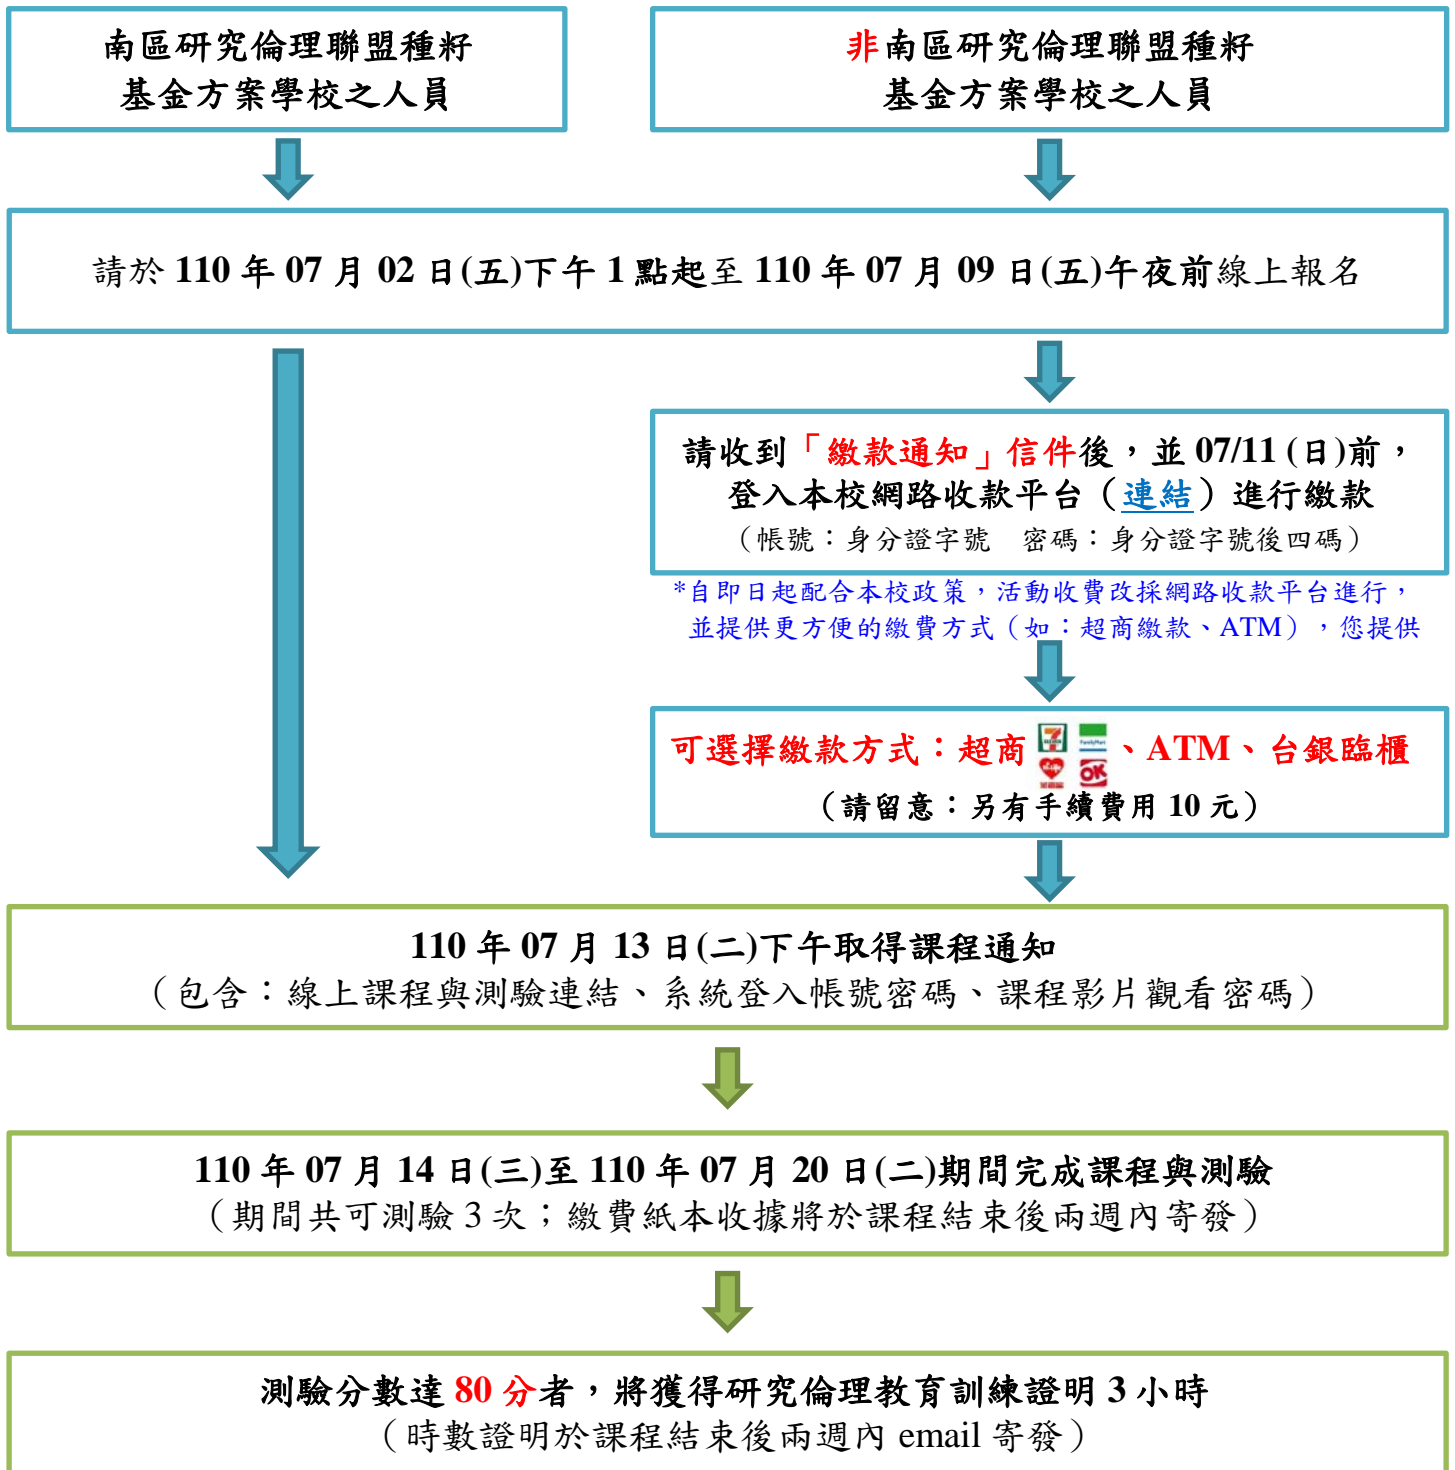 南區研究倫理聯盟種籽
基金方案學校之人員
非南區研究倫理聯盟種籽
基金方案學校之人員
請於 110 年 07 月 02 日(五)下午 1 點起至 110 年 07 月 09 日(五)午夜前線上報名
請收到「繳款通知」信件後，並 07/11 (日)前，
登入本校網路收款平台（連結）進行繳款
（帳號：身分證字號　密碼：身分證字號後四碼）
*自即日起配合本校政策，活動收費改採網路收款平台進行，
並提供更方便的繳費方式（如：超商繳款、ATM），您提供
可選擇繳款方式：超商 7 ELEVEN FamilyMart OK、ATM、台銀臨櫃
（請留意：另有手續費用 10 元）
110 年 07 月 13 日(二)下午取得課程通知
（包含：線上課程與測驗連結、系統登入帳號密碼、課程影片觀看密碼）
110 年 07 月 14 日(三)至 110 年 07 月 20 日(二)期間完成課程與測驗
（期間共可測驗 3 次；繳費紙本收據將於課程結束後兩週內寄發）
測驗分數達 80 分者，將獲得研究倫理教育訓練證明 3 小時
（時數證明於課程結束後兩週內 email 寄發）